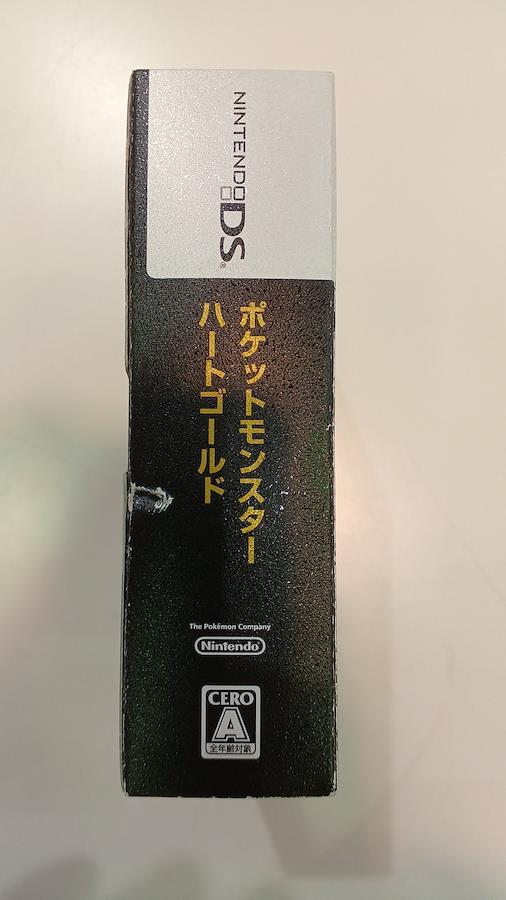 NINTENDO DS®
ポケットモンスター
ハートゴールド
The Pokémon Company
Nintendo
CERO
A
全年齢対象